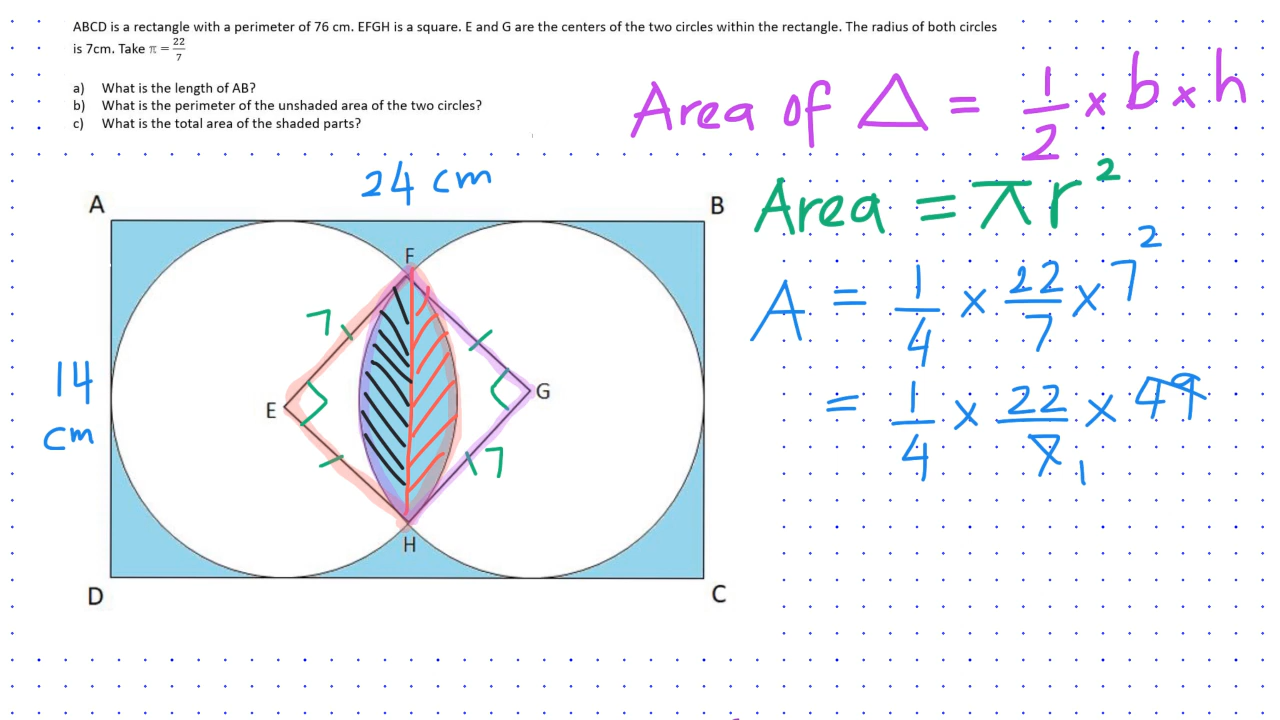 ABCD is a rectangle with a perimeter of 76 cm. EFGH is a square. E and G are the centers of the two circles within the rectangle. The radius of both circles
is 7cm. Take π = 22/7
a) What is the length of AB?
b) What is the perimeter of the unshaded area of the two circles?
c) What is the total area of the shaded parts?
Area of △ = 1/2 × b × h
24 cm
Area = πr²
A
B
F
A = 1/4 × 22/7 × 7²
7
14
cm
E
G
= 1/4 × 22/7 × 49
1
7
H
D
C